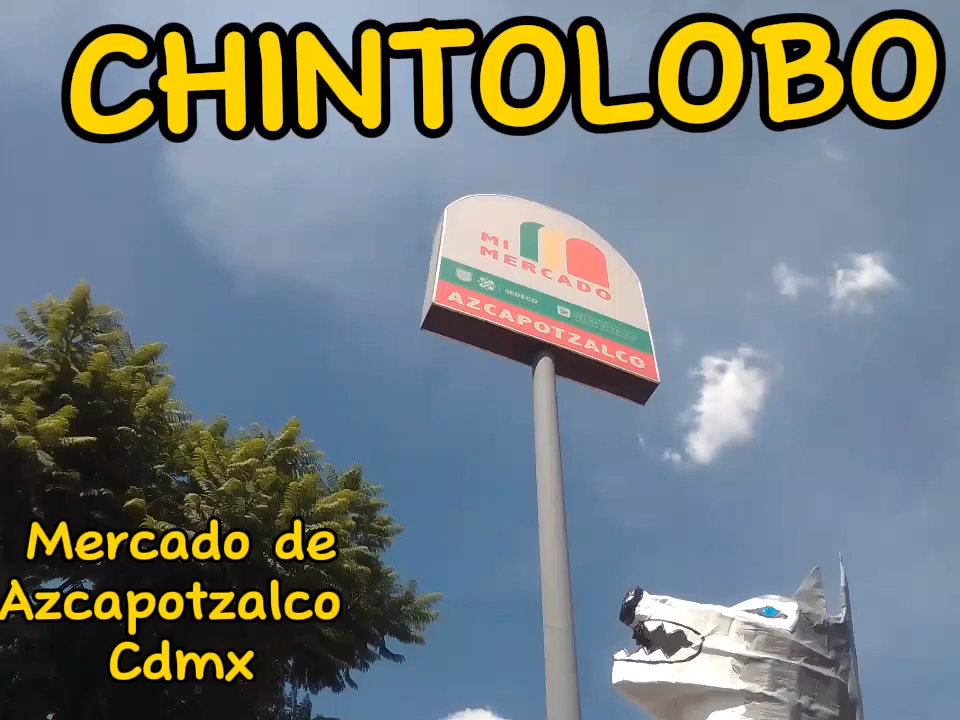 CHINTOLOBO
MI
MERCADO
SEDECO
AZCAPOTZALCO
Mercado de
Azcapotzalco
Cdmx